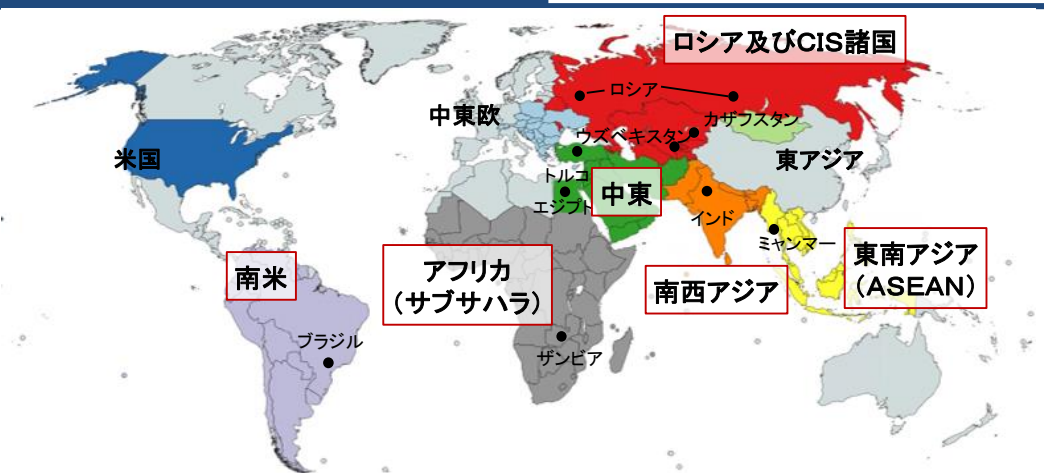 ロシア及びCIS諸国
ロシア
中東欧
カザフスタン
ウズベキスタン
米国
東アジア
トルコ
中東
エジプト
インド
ミャンマー
東南アジア
（ASEAN）
南米
アフリカ
（サブサハラ）
南西アジア
ブラジル
ザンビア